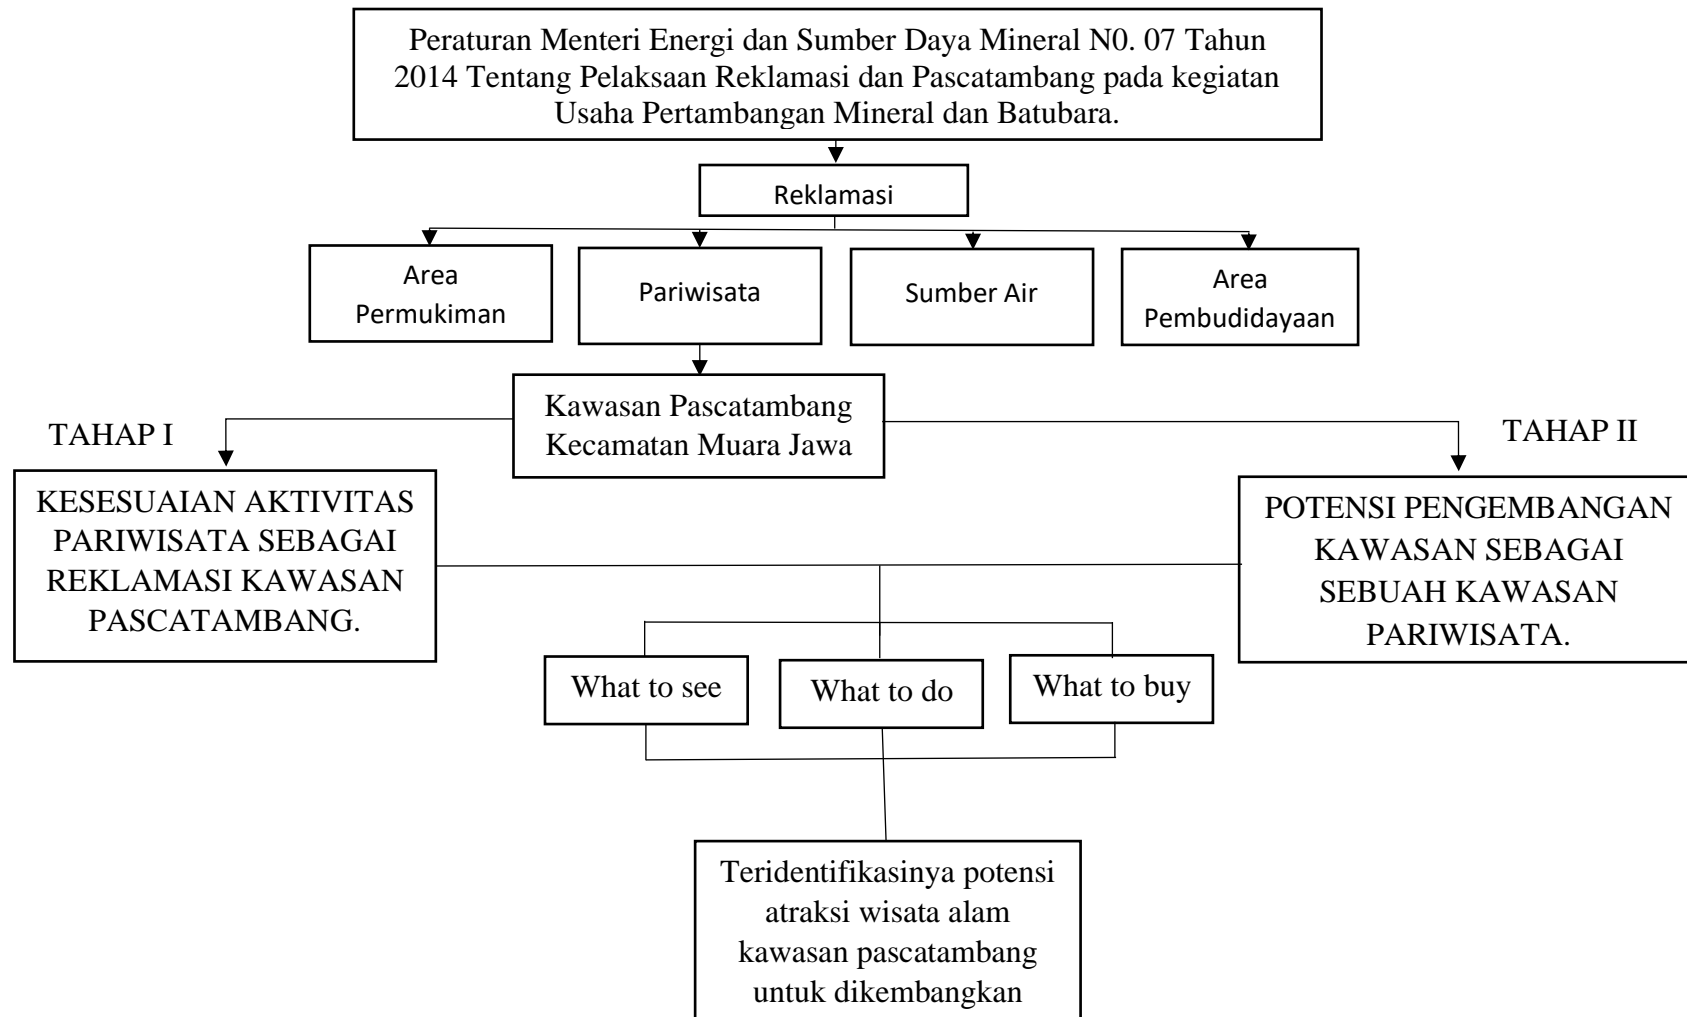 Peraturan Menteri Energi dan Sumber Daya Mineral N0. 07 Tahun
2014 Tentang Pelaksaan Reklamasi dan Pascatambang pada kegiatan
Usaha Pertambangan Mineral dan Batubara.
Reklamasi
Area
Permukiman
Pariwisata
Sumber Air
Area
Pembudidayaan
Kawasan Pascatambang
Kecamatan Muara Jawa
TAHAP I
TAHAP II
KESESUAIAN AKTIVITAS
PARIWISATA SEBAGAI
REKLAMASI KAWASAN
PASCATAMBANG.
POTENSI PENGEMBANGAN
KAWASAN SEBAGAI
SEBUAH KAWASAN
PARIWISATA.
What to see
What to do
What to buy
Teridentifikasinya potensi
atraksi wisata alam
kawasan pascatambang
untuk dikembangkan